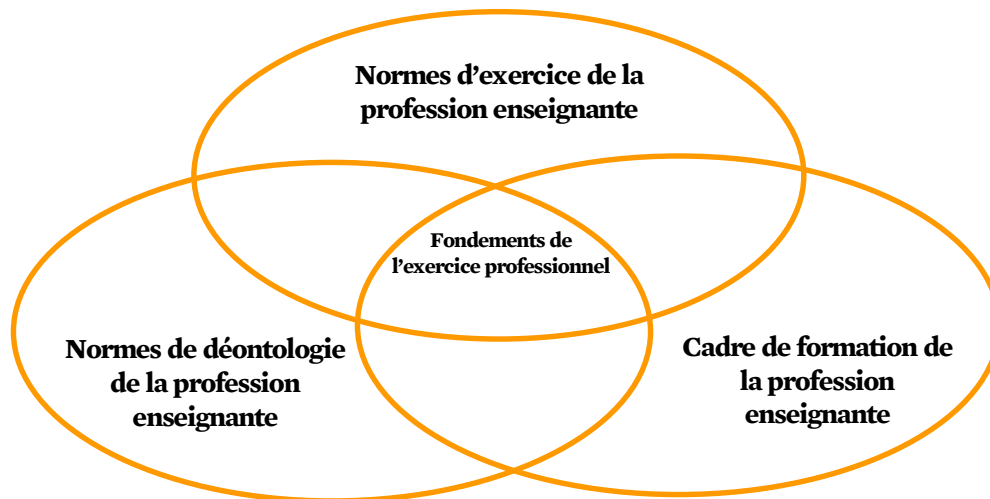 Normes d’exercice de la
profession enseignante
Fondements de
l’exercice professionnel
Normes de déontologie
de la profession
enseignante
Cadre de formation de
la profession
enseignante